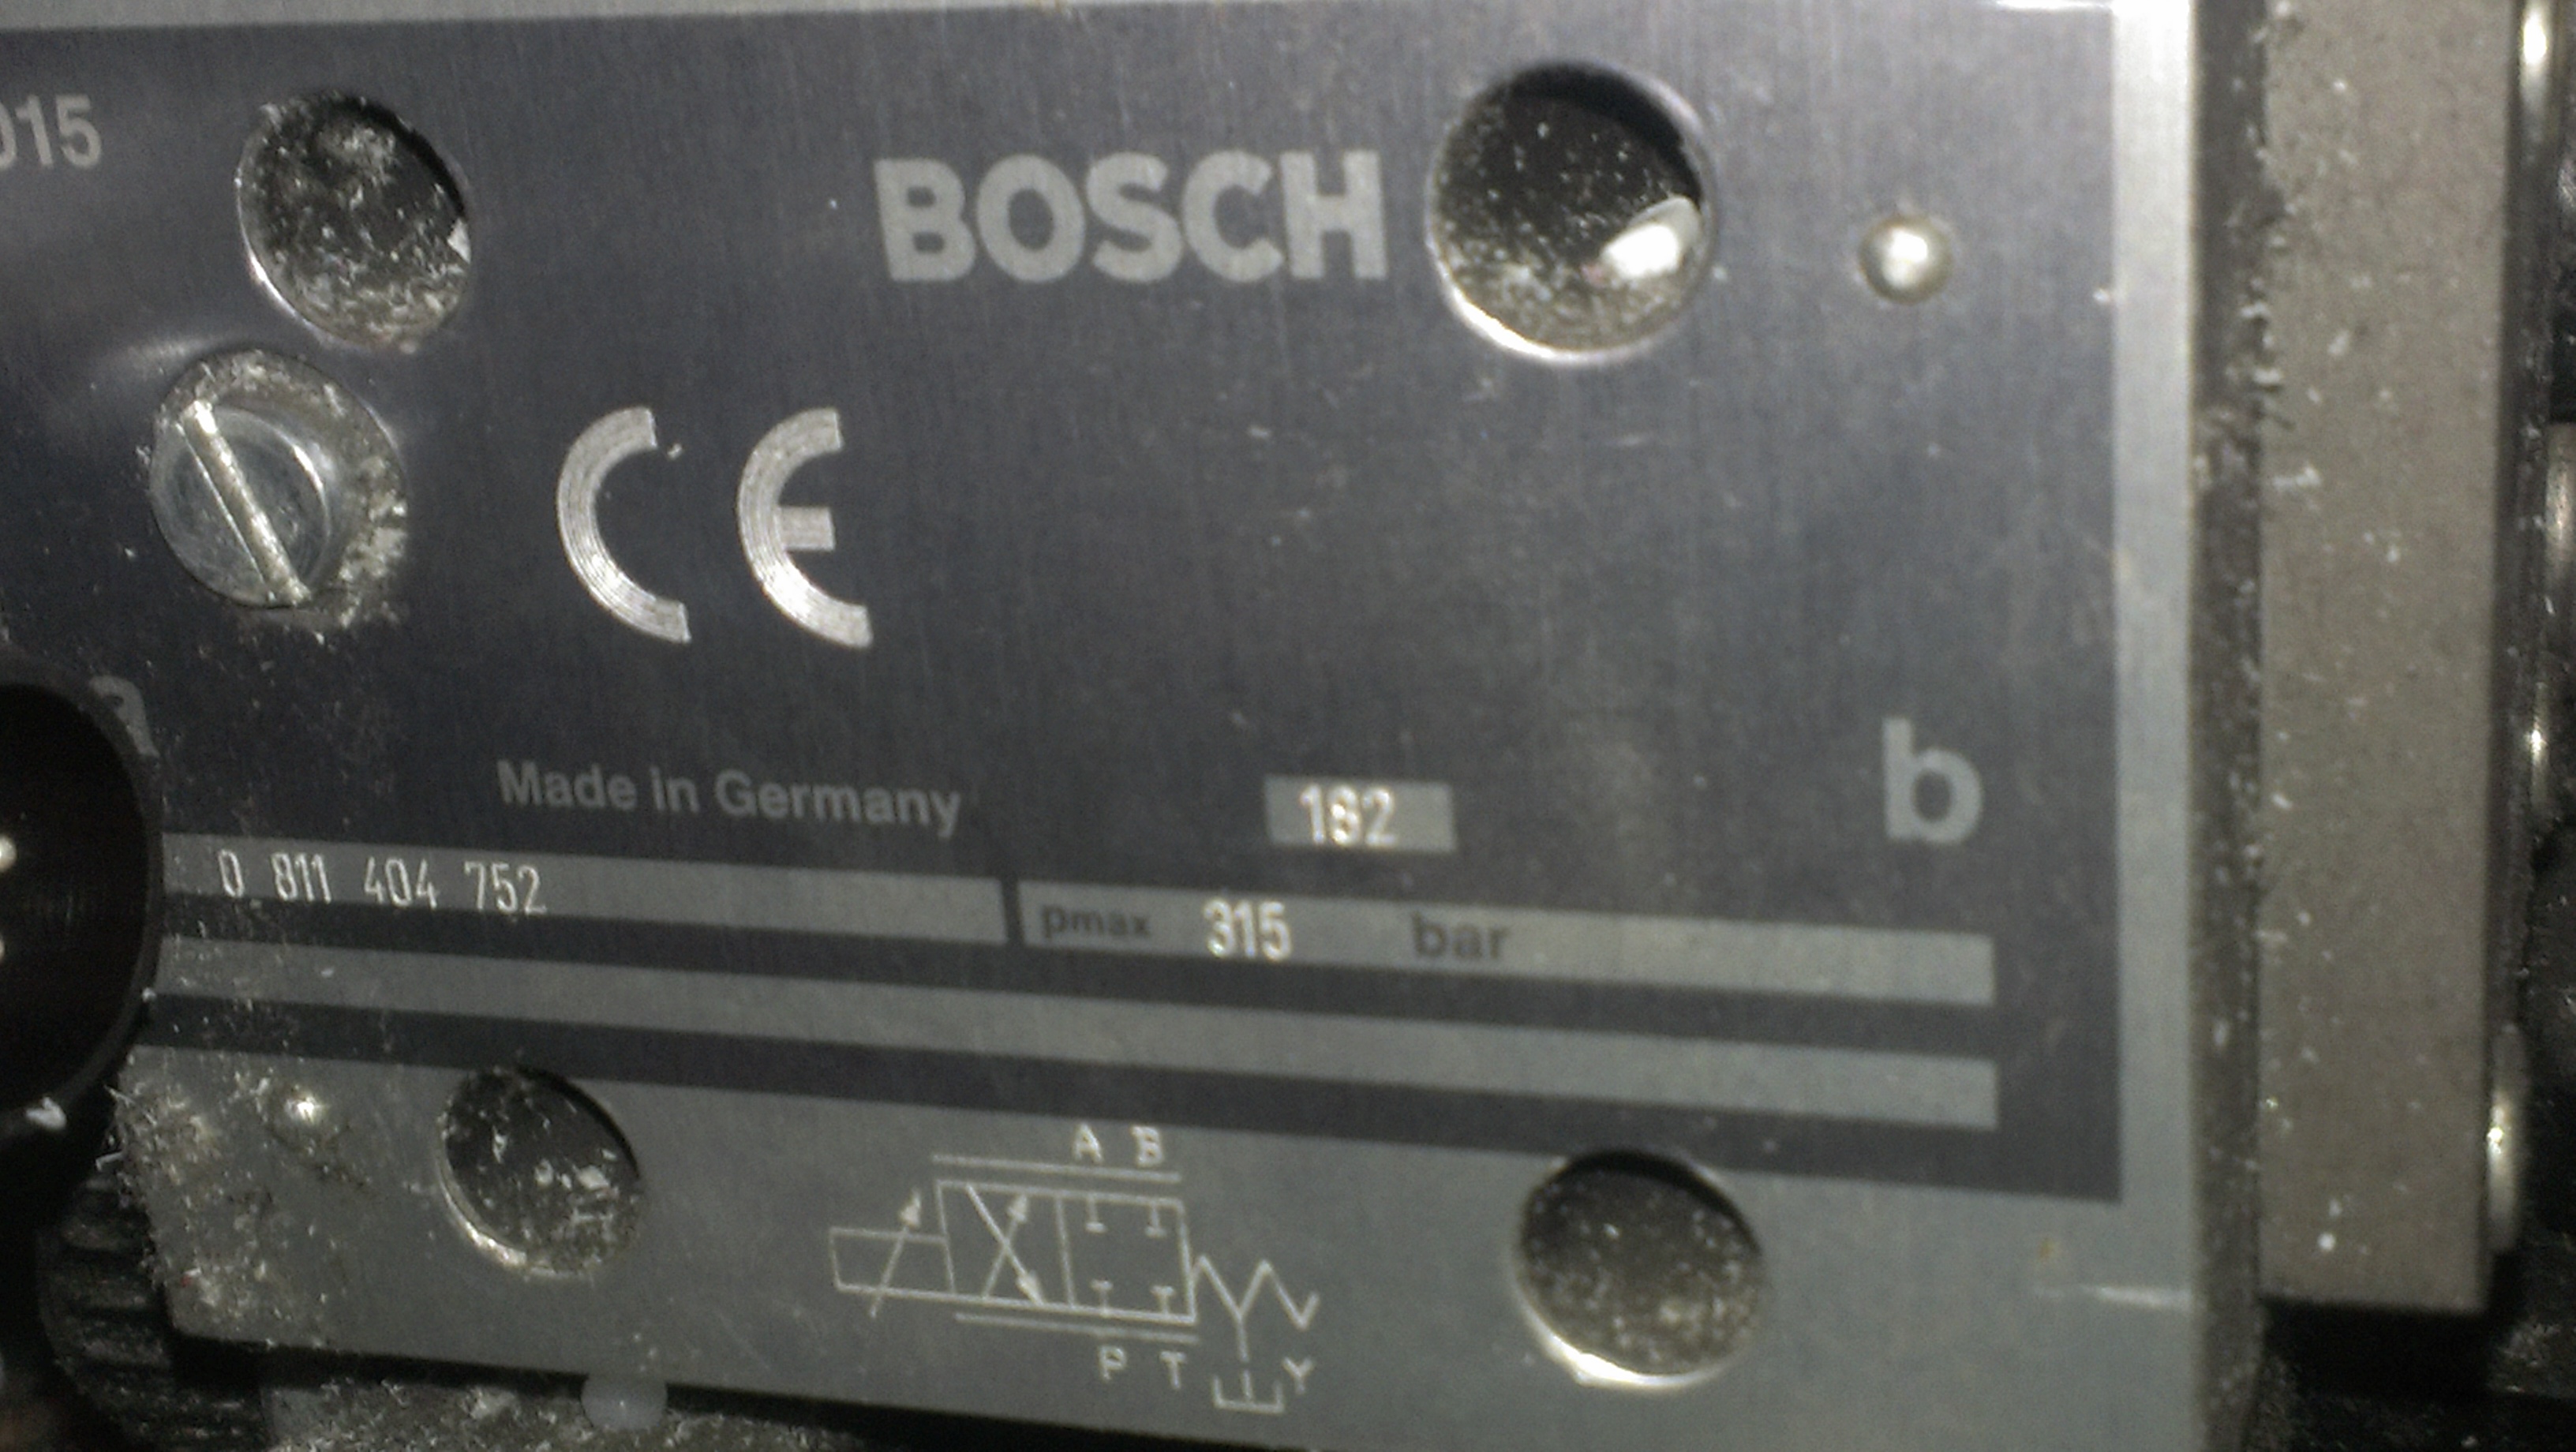 015
BOSCH
CE
a
b
Made in Germany
182
0 811 404 752
pmax 315 bar
A B
P T
Y